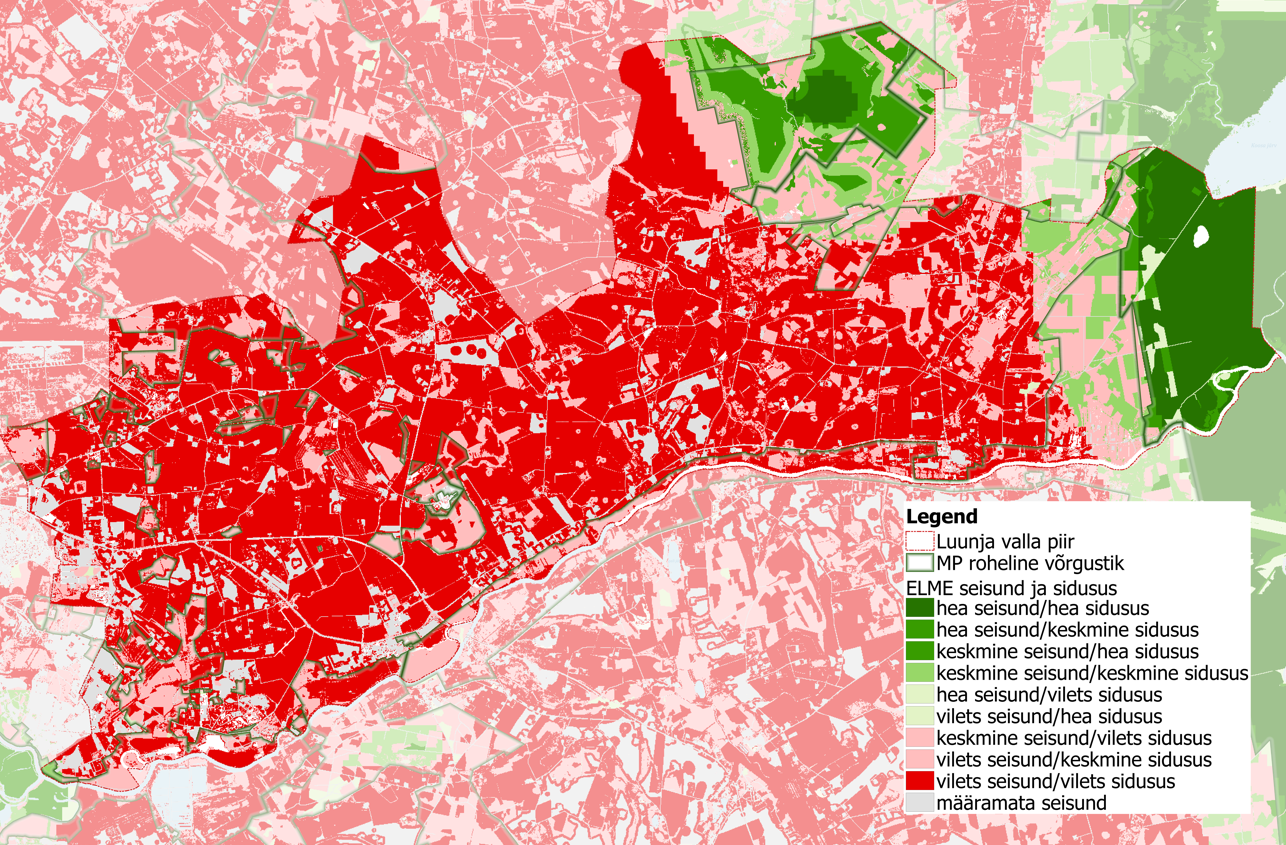 Legend
Luunja valla piir
MP roheline võrgustik
ELME seisund ja sidusus
hea seisund/hea sidusus
hea seisund/keskmine sidusus
keskmine seisund/hea sidusus
keskmine seisund/keskmine sidusus
hea seisund/vilets sidusus
vilets seisund/hea sidusus
keskmine seisund/vilets sidusus
vilets seisund/keskmine sidusus
vilets seisund/vilets sidusus
määramata seisund